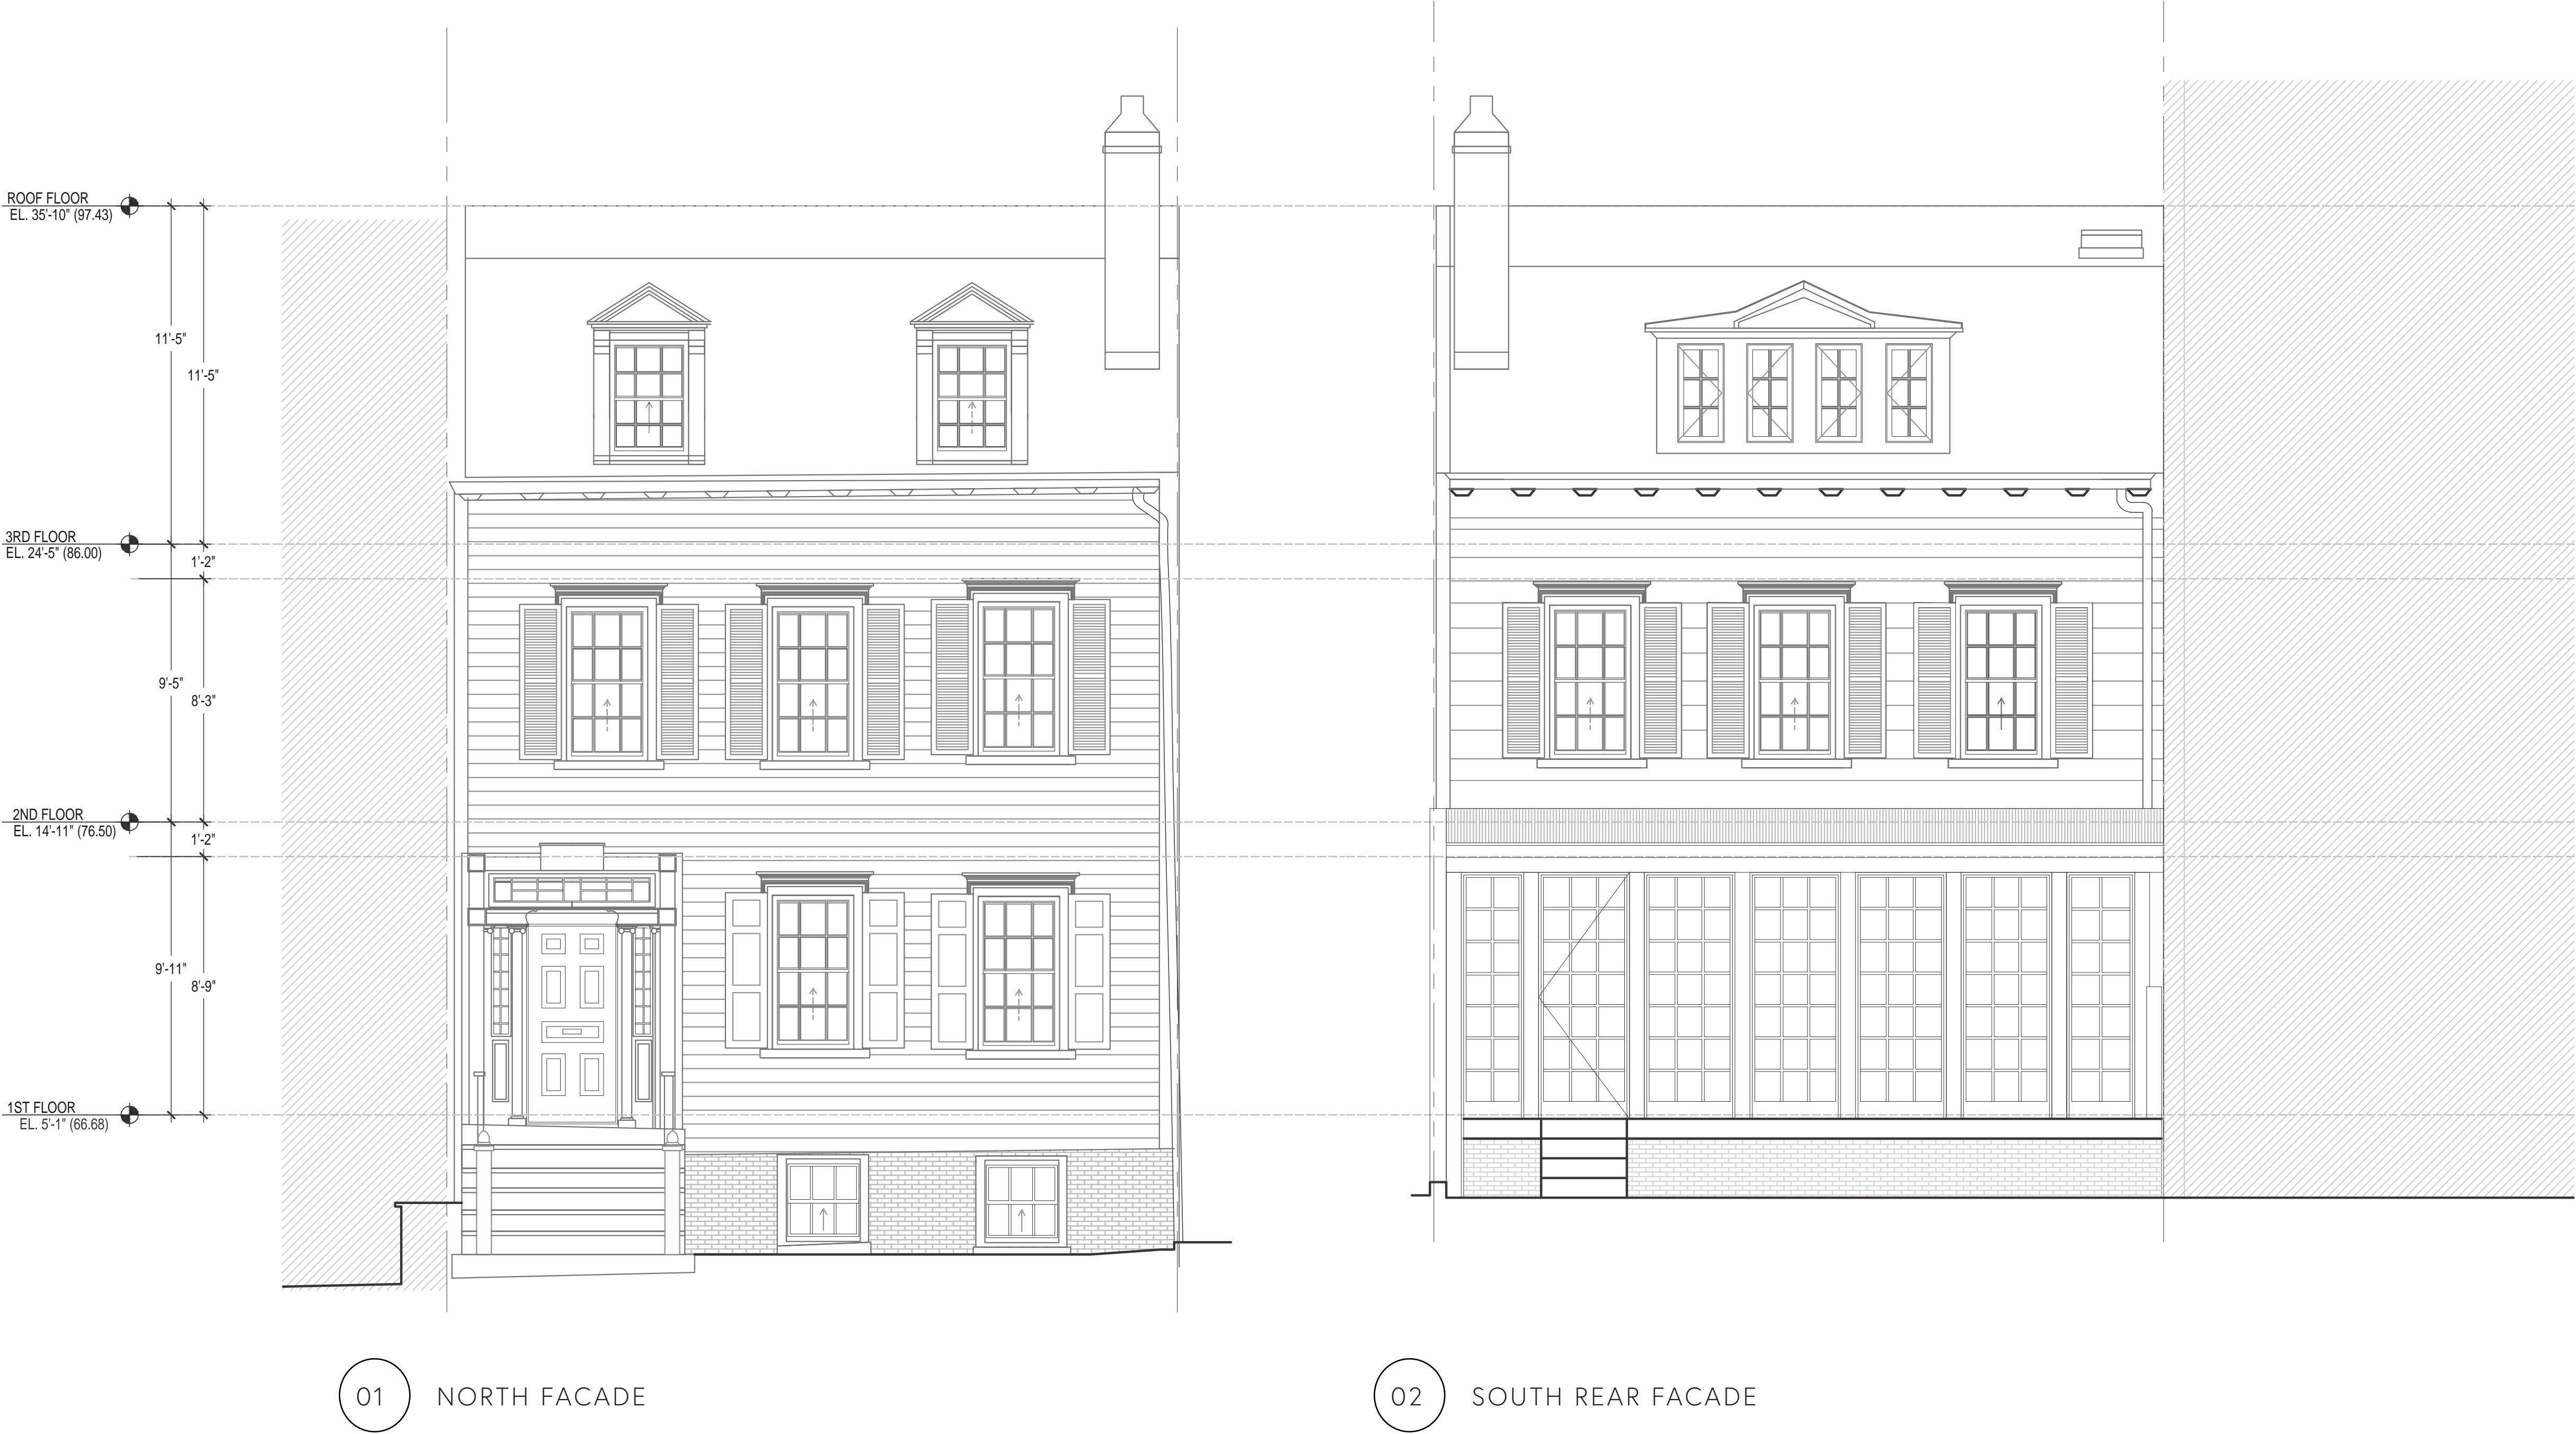 ROOF FLOOR
EL. 35'-10" (97.43)
11'-5"
11'-5"
3RD FLOOR
EL. 24'-5" (86.00)
1'-2"
9'-5"
8'-3"
2ND FLOOR
EL. 14'-11" (76.50)
1'-2"
9'-11"
8'-9"
1ST FLOOR
EL. 5'-1" (66.68)
01 NORTH FACADE
02 SOUTH REAR FACADE